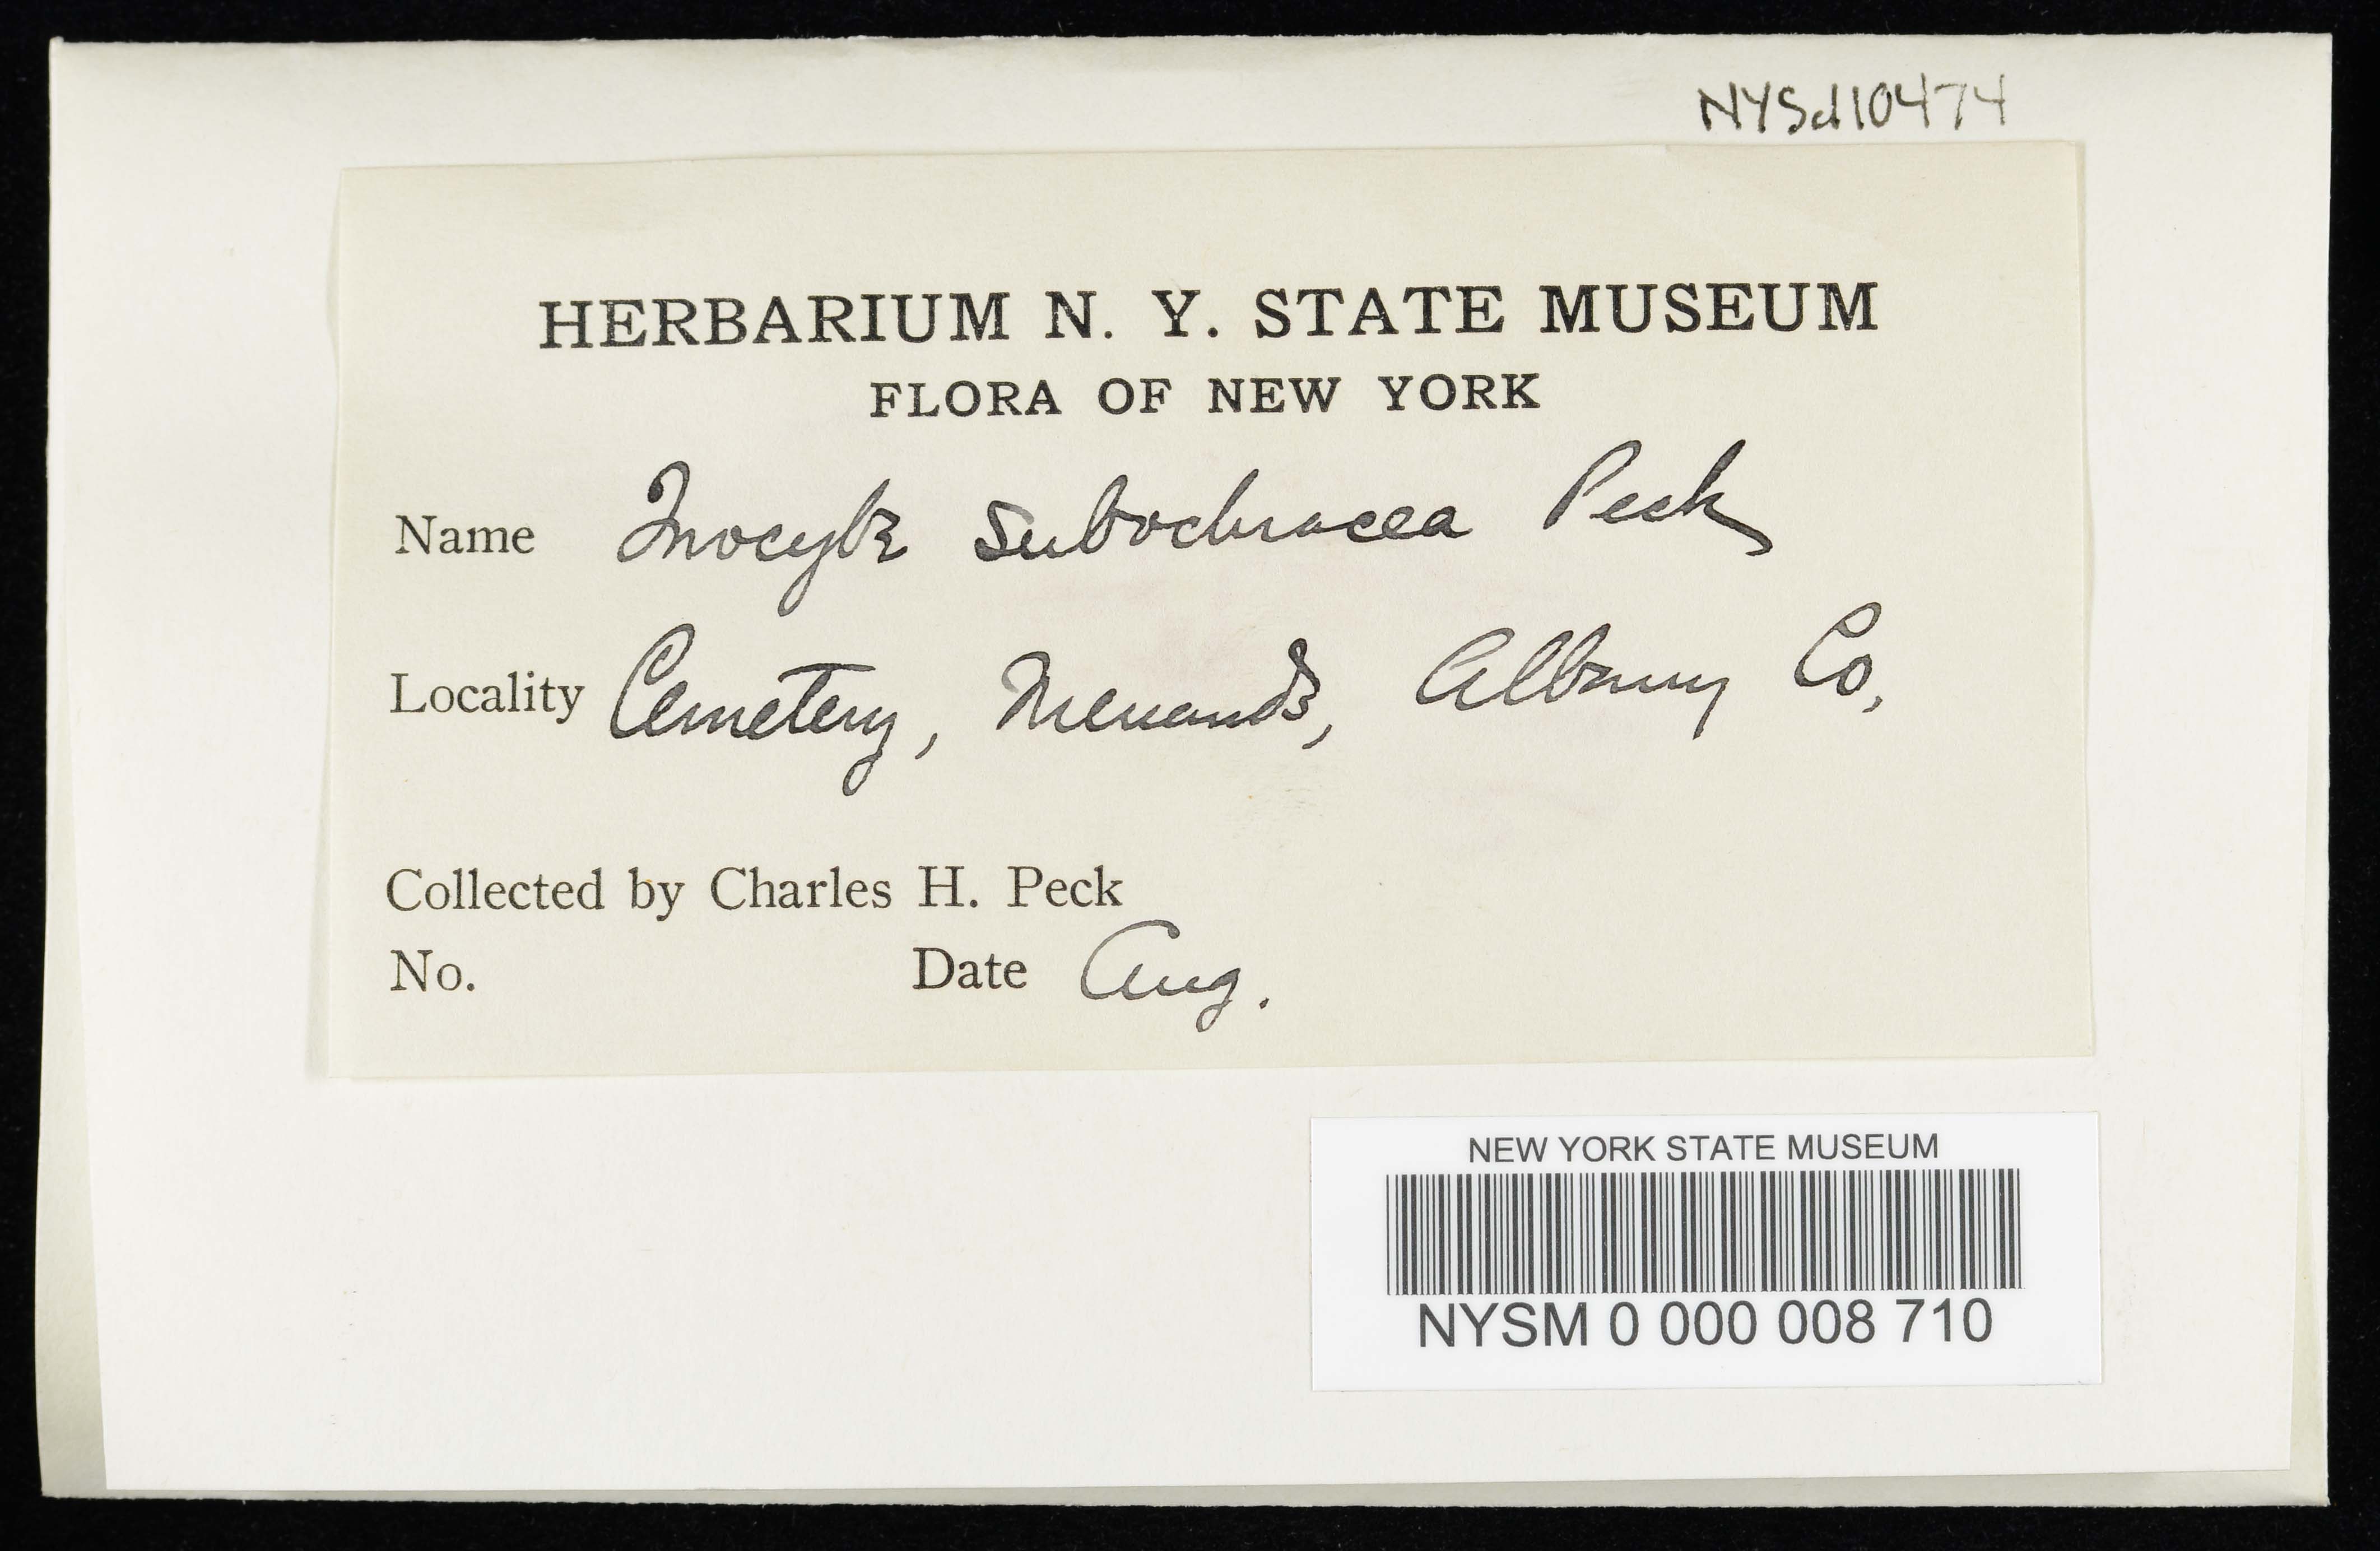 NYSd10474
HERBARIUM N. Y. STATE MUSEUM
FLORA OF NEW YORK
Name Inocybe subochracea Peck
Locality Cemetery, Menands, Albany Co.
Collected by Charles H. Peck
No. Date Aug.
NEW YORK STATE MUSEUM
NYSM 0 000 008 710